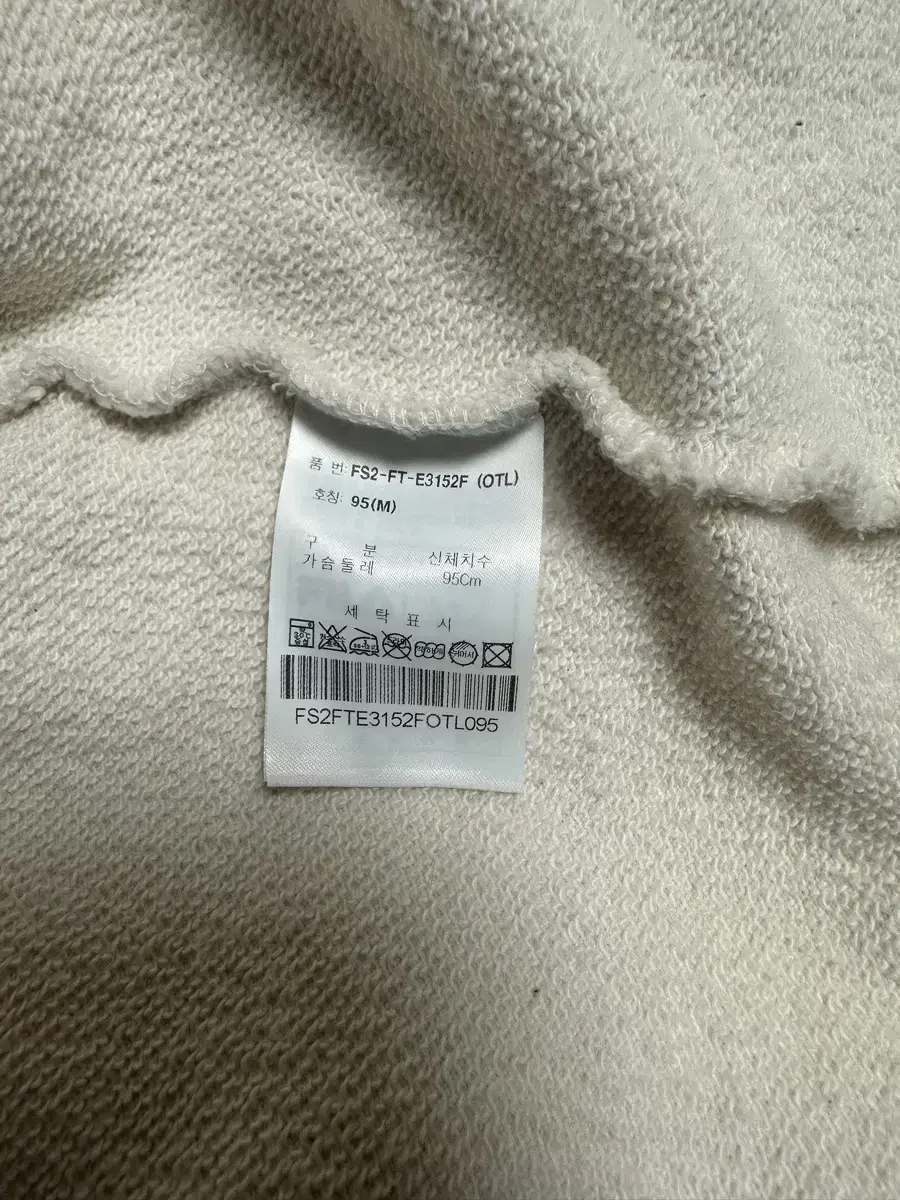 품 번: FS2-FT-E3152F (OTL)
호칭: 95(M)
구 분 신체치수
가슴둘레 95Cm
세 탁 표 시
FS2FTE3152FOTL095